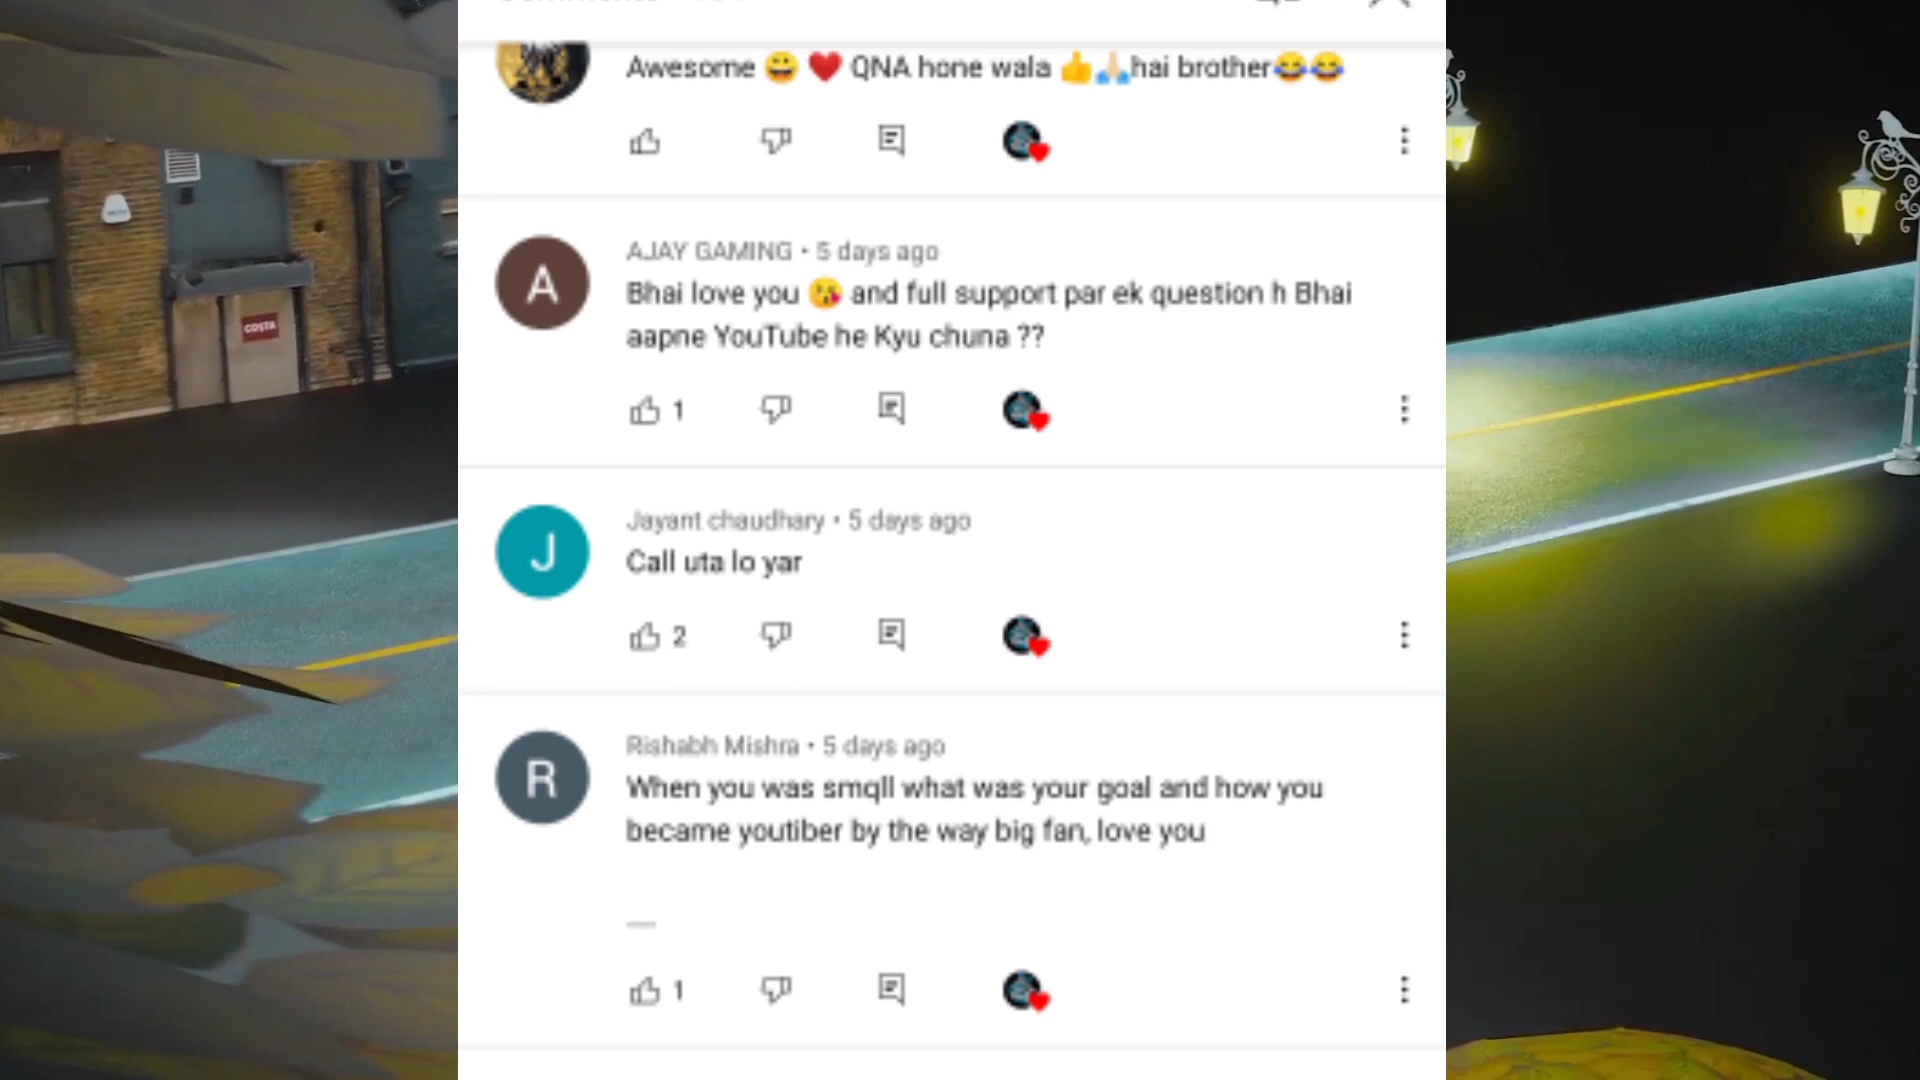 Awesome 😀 ❤️ QNA hone wala 👍🙏🏻hai brother😂😂
AJAY GAMING • 5 days ago
Bhai love you 😘 and full support par ek question h Bhai
aapne YouTube he Kyu chuna ??
1
Jayant chaudhary • 5 days ago
Call uta lo yar
2
Rishabh Mishra • 5 days ago
When you was smqll what was your goal and how you
became youtiber by the way big fan, love you
1
COSTA